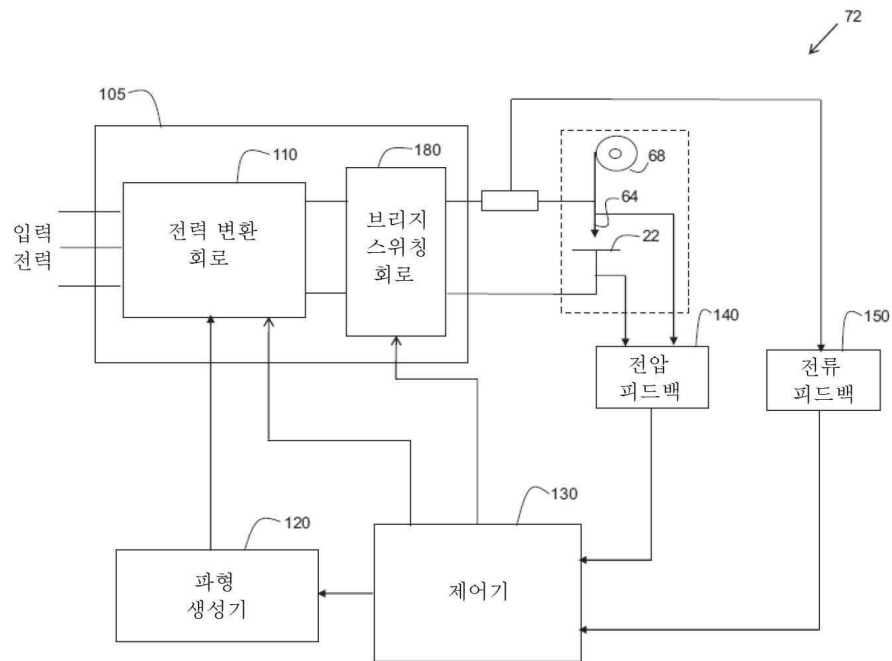 72
105
110
180
68
64
22
입력
전력
전력 변환
회로
브리지
스위칭
회로
140
150
전압
피드백
전류
피드백
120
130
파형
생성기
제어기